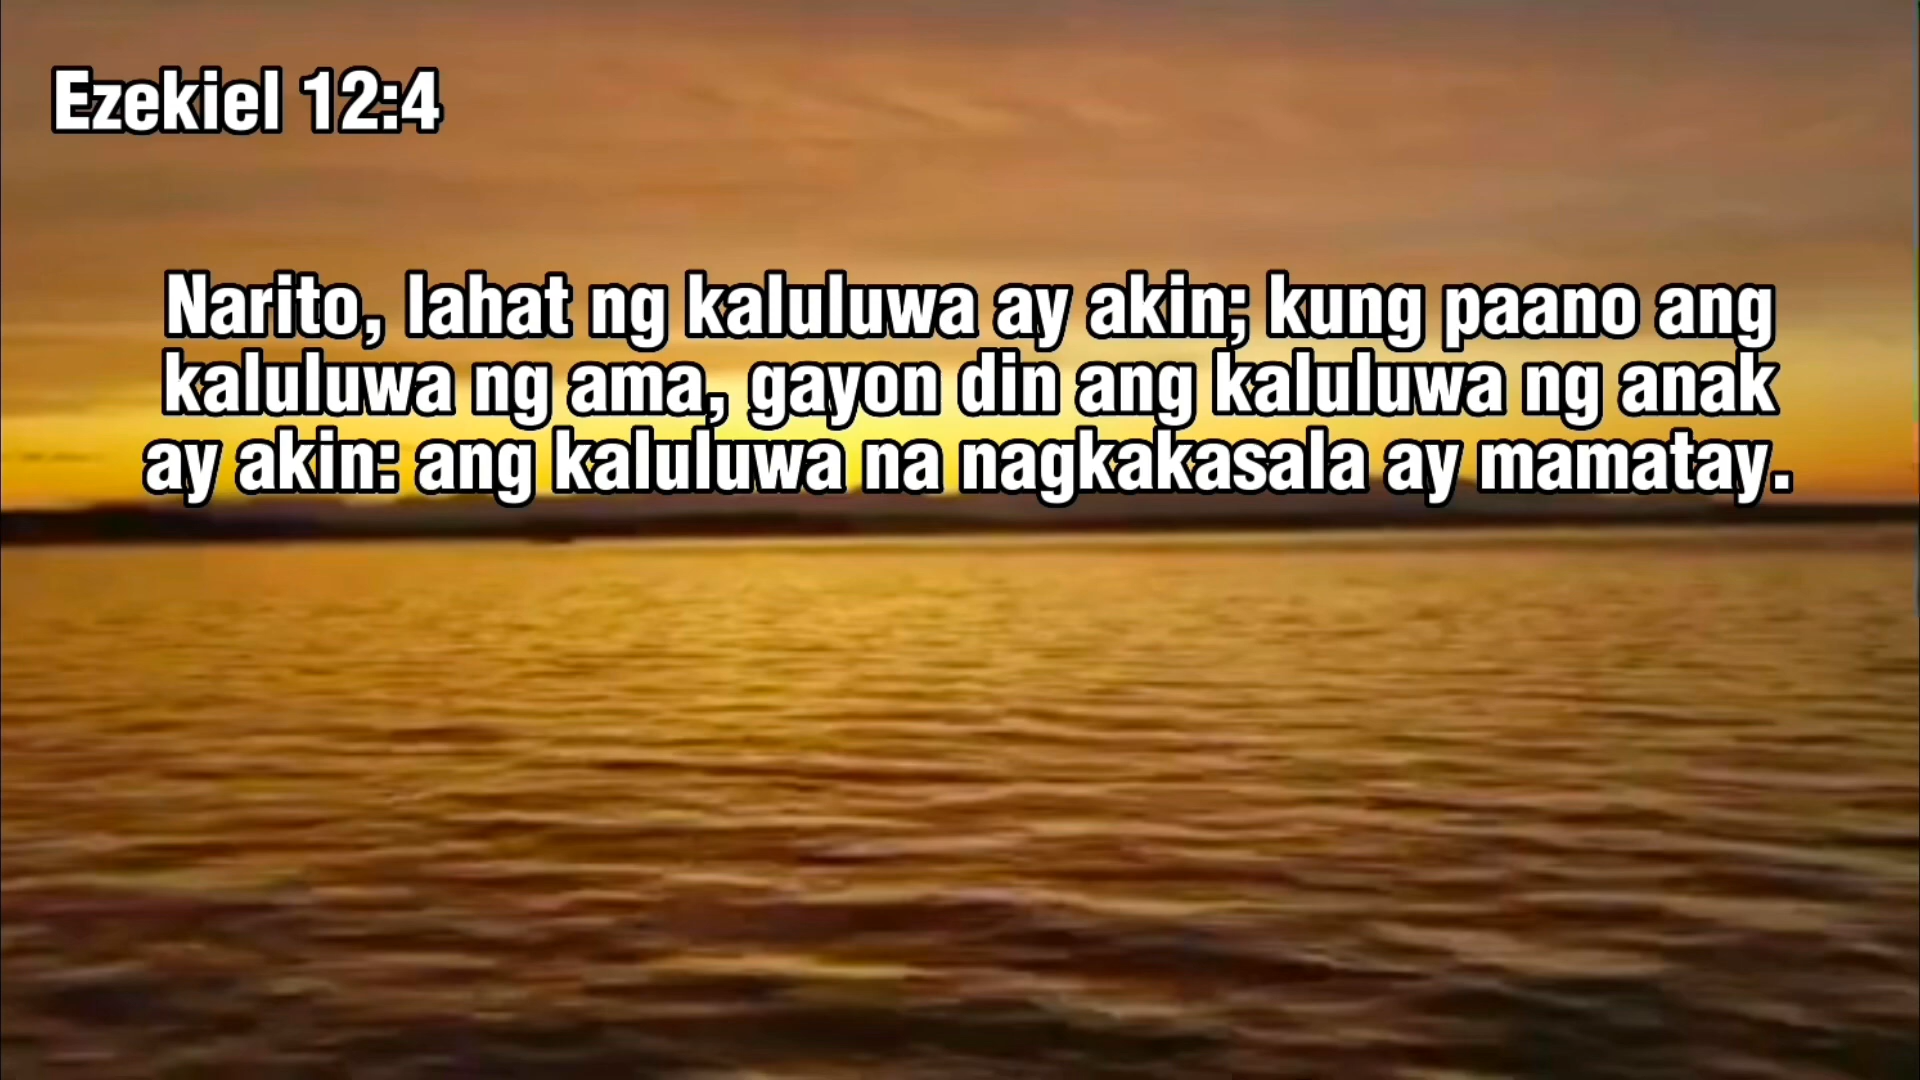 Ezekiel 12:4
Narito, lahat ng kaluluwa ay akin; kung paano ang
kaluluwa ng ama, gayon din ang kaluluwa ng anak
ay akin: ang kaluluwa na nagkakasala ay mamatay.